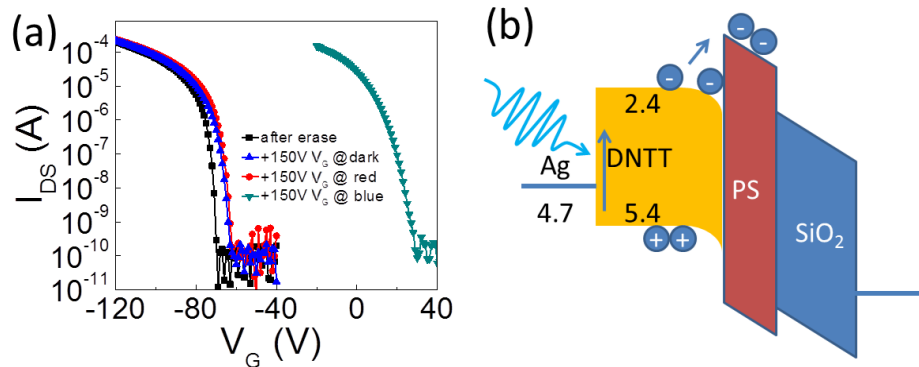 (a)
10⁻⁴
10⁻⁵
10⁻⁶
10⁻⁷
10⁻⁸
10⁻⁹
10⁻¹⁰
10⁻¹¹
I_DS (A)
after erase
+150V V_G @dark
+150V V_G @ red
+150V V_G @ blue
-120 -80 -40 0 40
V_G (V)
(b)
- -
- -
2.4
DNTT
Ag
4.7
5.4
+ +
PS
SiO₂